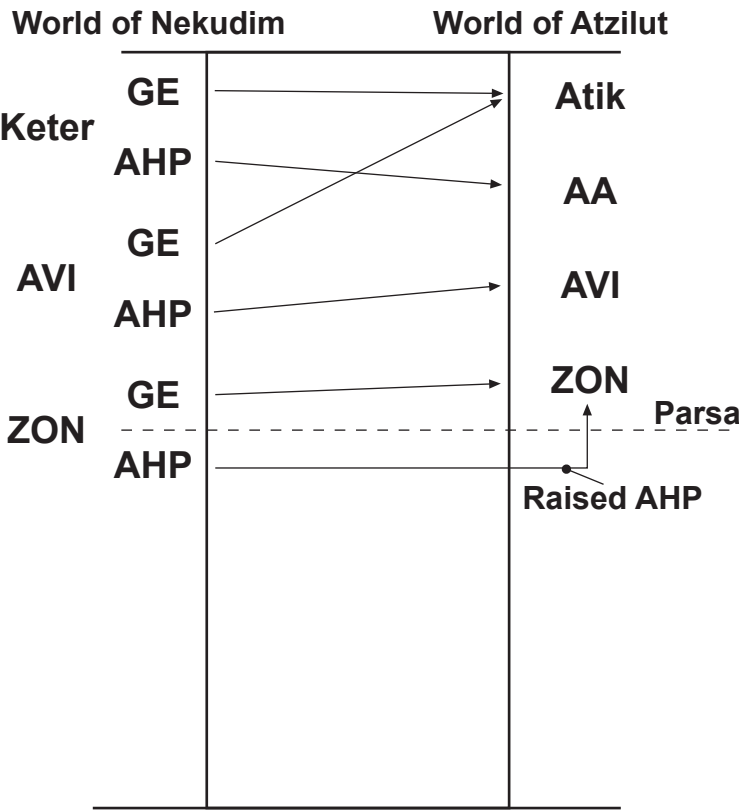 World of Nekudim
World of Atzilut
GE
Atik
Keter
AHP
AA
GE
AVI
AVI
AHP
ZON
GE
Parsa
ZON
AHP
Raised AHP